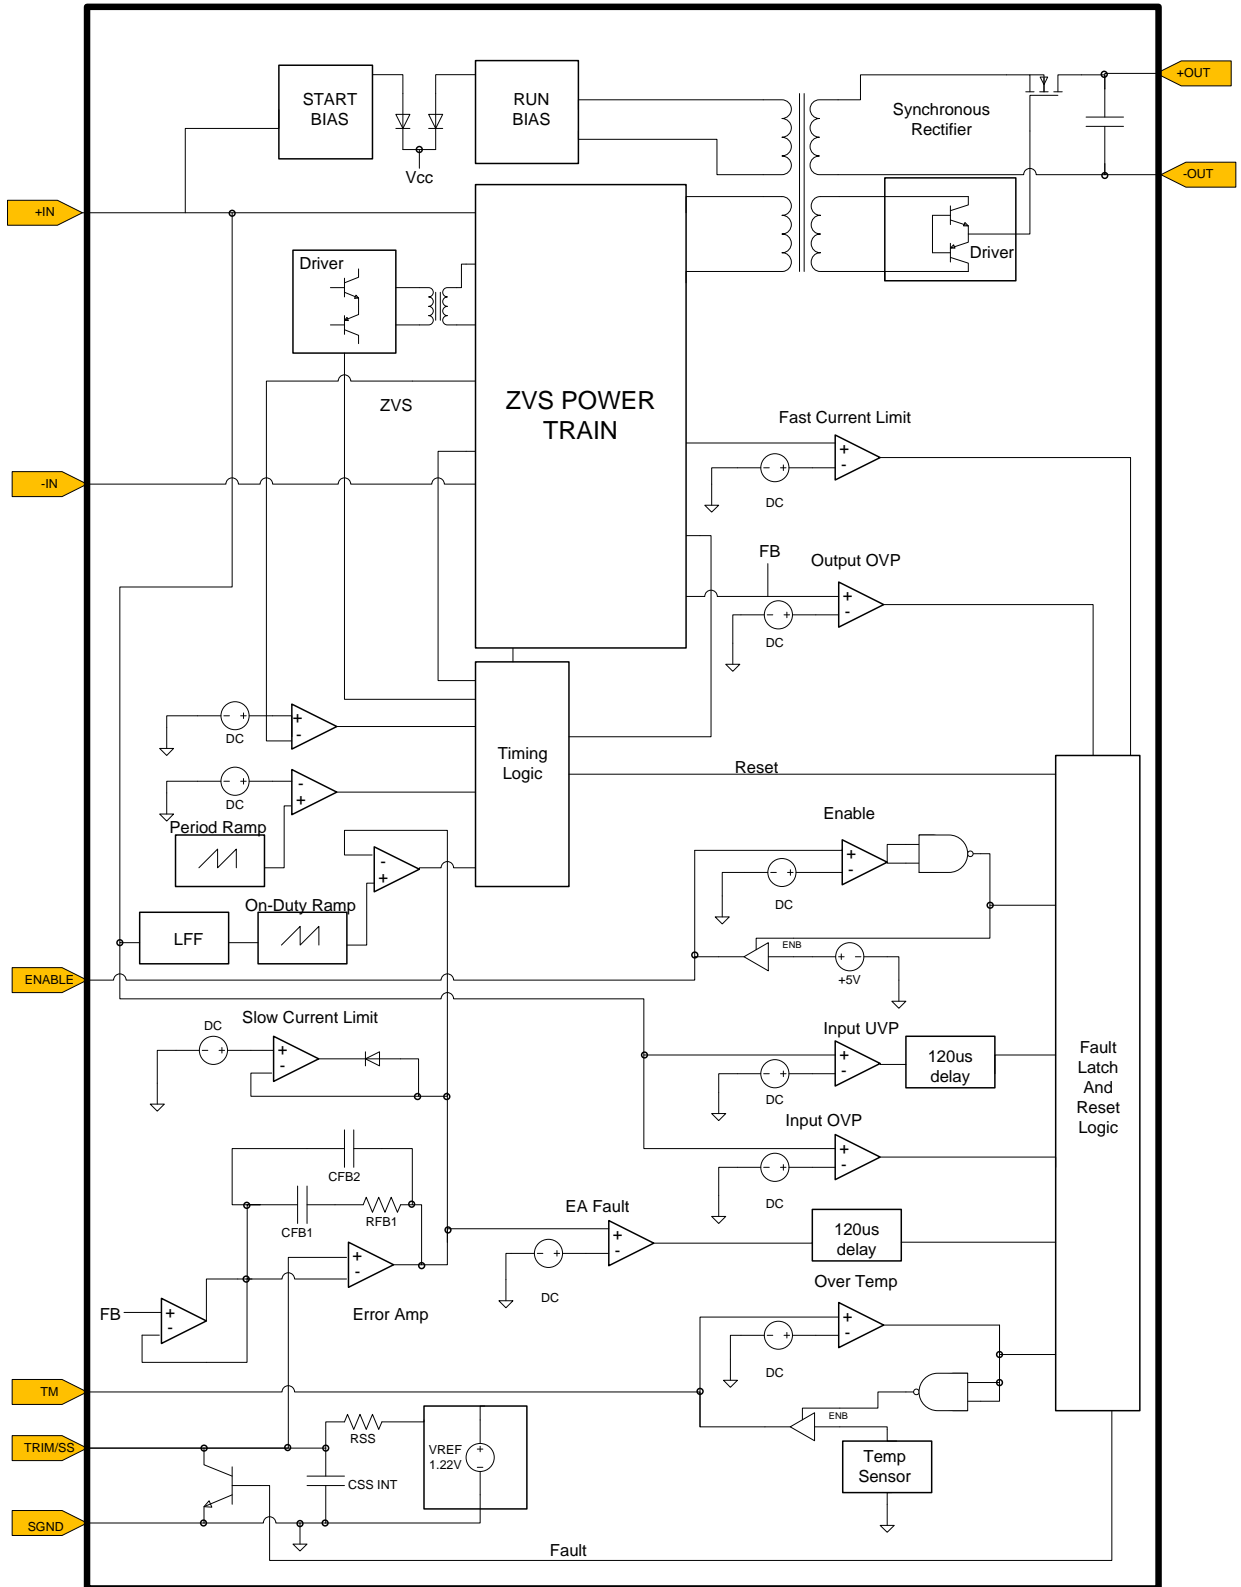 START
BIAS
RUN
BIAS
Synchronous
Rectifier
+OUT
Vcc
-OUT
+IN
Driver
Driver
ZVS
ZVS POWER
TRAIN
Fast Current Limit
- +
+
-
DC
-IN
FB
Output OVP
- +
+
-
DC
- +
+
-
DC
Timing
Logic
Reset
- +
-
+
DC
Period Ramp
Enable
-
+
- +
+
-
DC
On-Duty Ramp
LFF
ENB
+ -
+5V
ENABLE
Slow Current Limit
DC
- +
+
-
Input UVP
- +
+
-
DC
120us
delay
Fault
Latch
And
Reset
Logic
Input OVP
- +
+
-
DC
CFB2
CFB1
RFB1
EA Fault
- +
+
-
DC
120us
delay
+
-
Error Amp
FB
+
-
Over Temp
- +
+
-
DC
TM
ENB
Temp
Sensor
TRIM/SS
RSS
VREF
1.22V
+
-
CSS INT
SGND
Fault